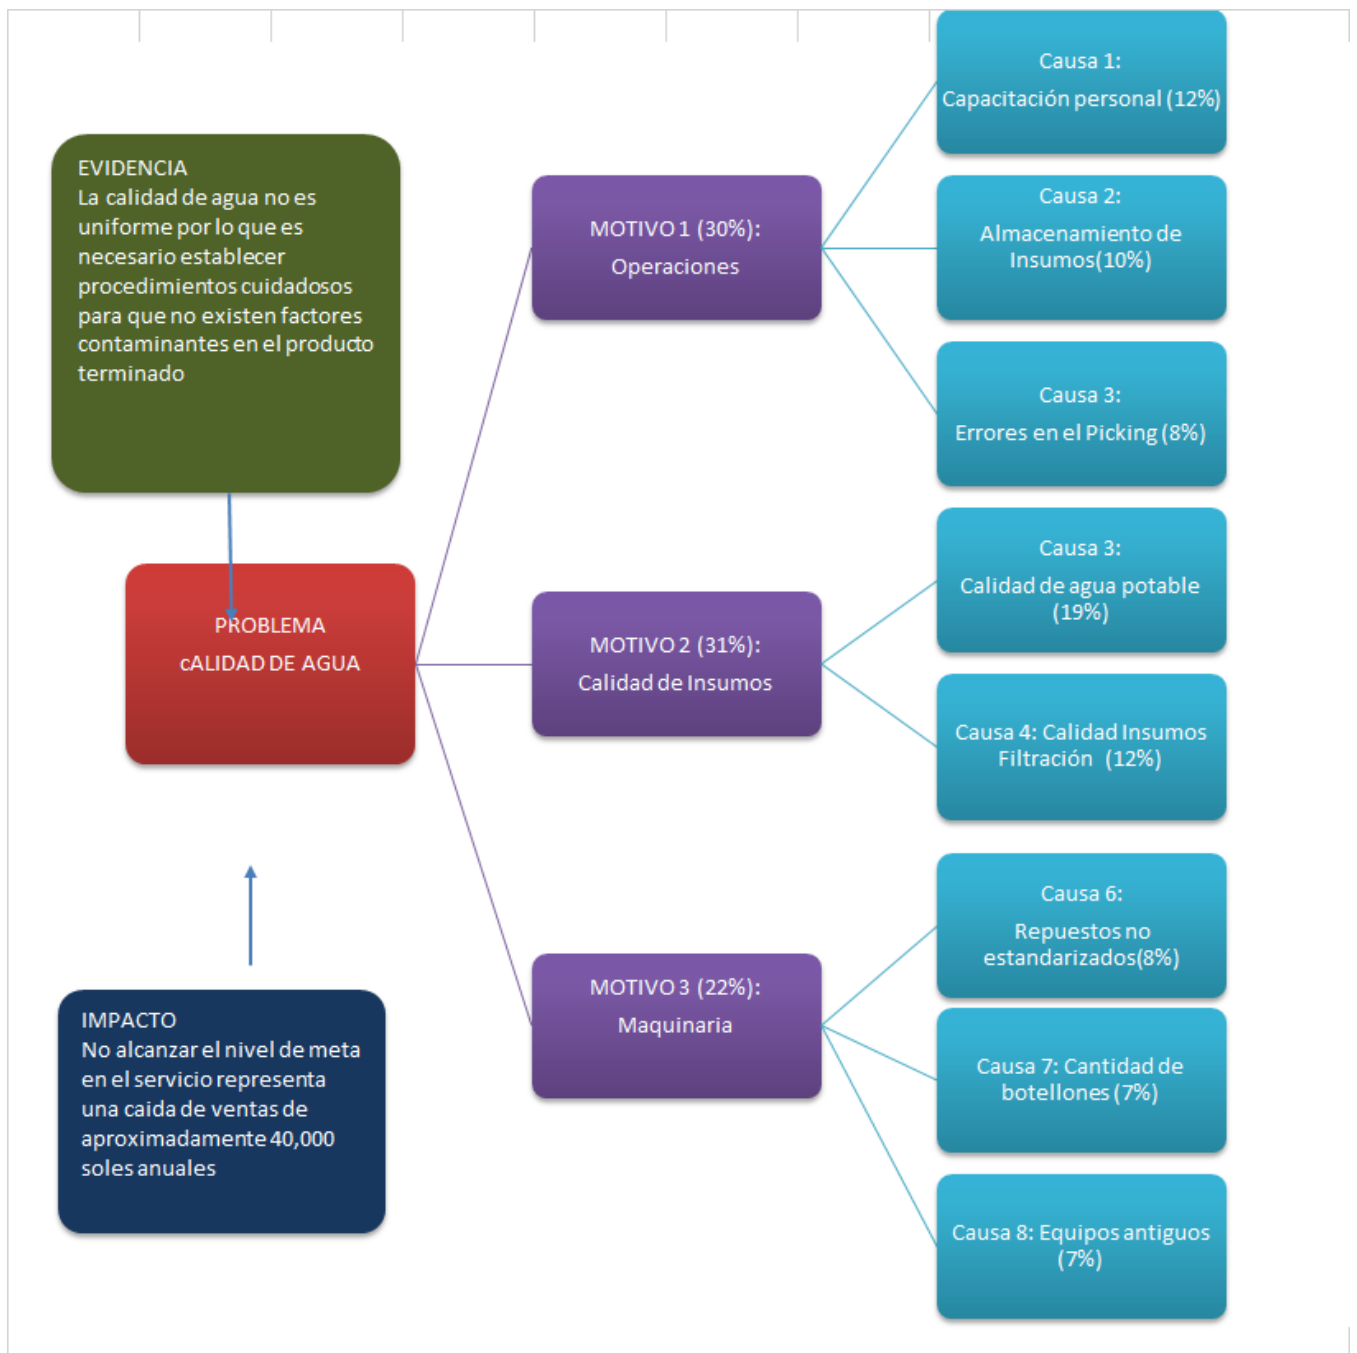 EVIDENCIA
La calidad de agua no es
uniforme por lo que es
necesario establecer
procedimientos cuidadosos
para que no existen factores
contaminantes en el producto
terminado
PROBLEMA
cALIDAD DE AGUA
IMPACTO
No alcanzar el nivel de meta
en el servicio representa
una caida de ventas de
aproximadamente 40,000
soles anuales
MOTIVO 1 (30%):
Operaciones
MOTIVO 2 (31%):
Calidad de Insumos
MOTIVO 3 (22%):
Maquinaria
Causa 1:
Capacitación personal (12%)
Causa 2:
Almacenamiento de
Insumos(10%)
Causa 3:
Errores en el Picking (8%)
Causa 3:
Calidad de agua potable
(19%)
Causa 4: Calidad Insumos
Filtración (12%)
Causa 6:
Repuestos no
estandarizados(8%)
Causa 7: Cantidad de
botellones (7%)
Causa 8: Equipos antiguos
(7%)